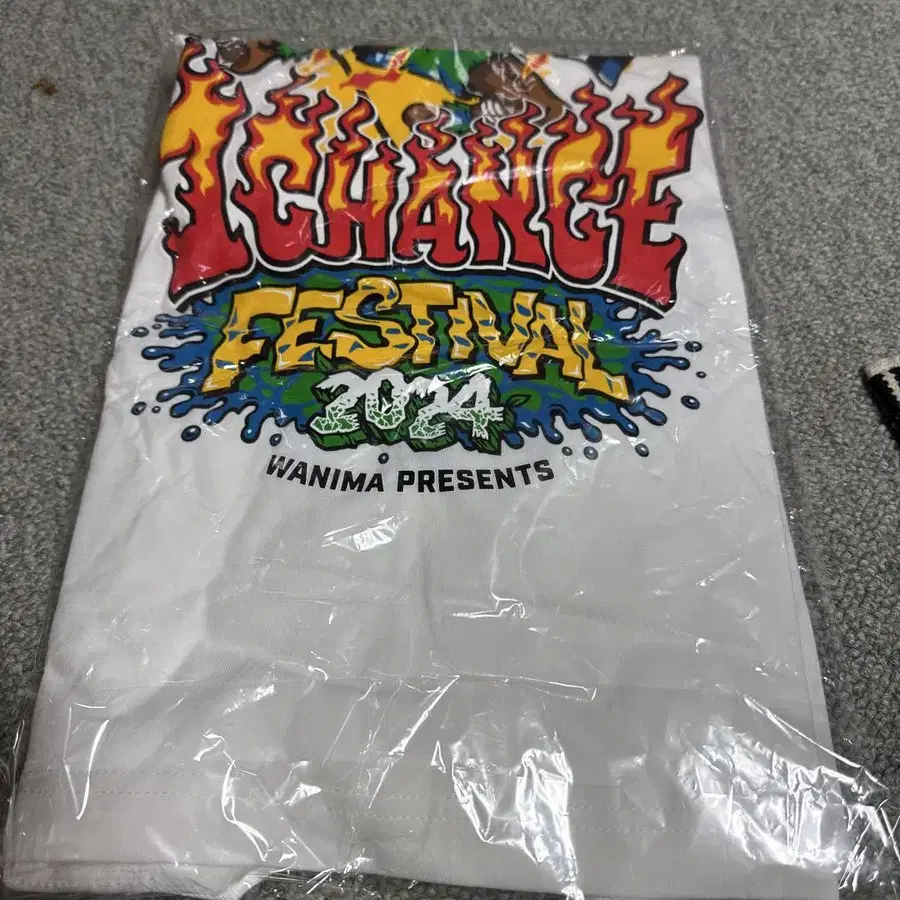 1CHANCE
FESTIVAL
2024
WANIMA PRESENTS